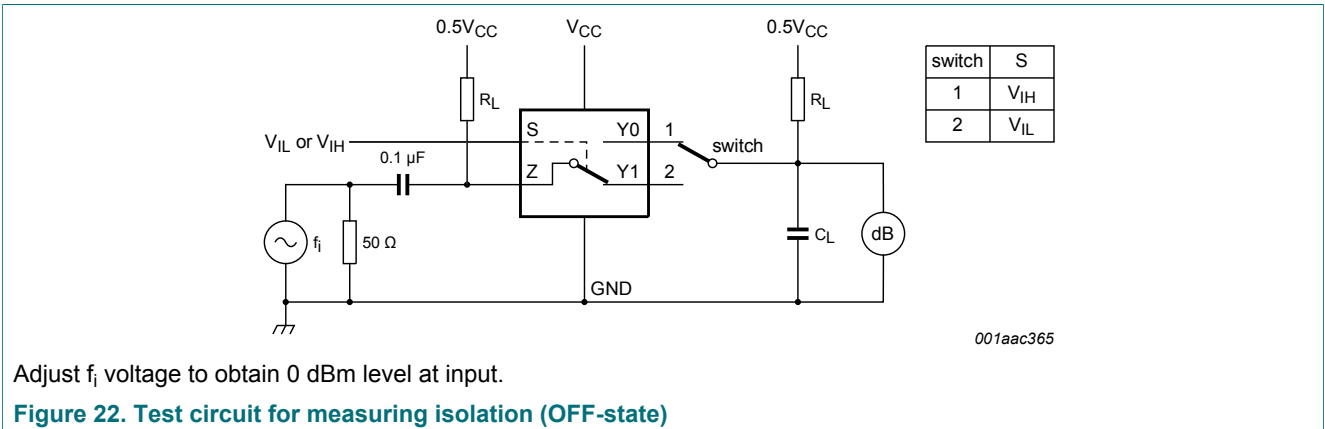 0.5VCC VCC 0.5VCC
switch S
1 VIH
2 VIL
RL RL
S Y0 1 switch
VIL or VIH
0.1 µF
Z Y1 2
fi 50 Ω
CL dB
GND
001aac365
Adjust fi voltage to obtain 0 dBm level at input.
Figure 22. Test circuit for measuring isolation (OFF-state)